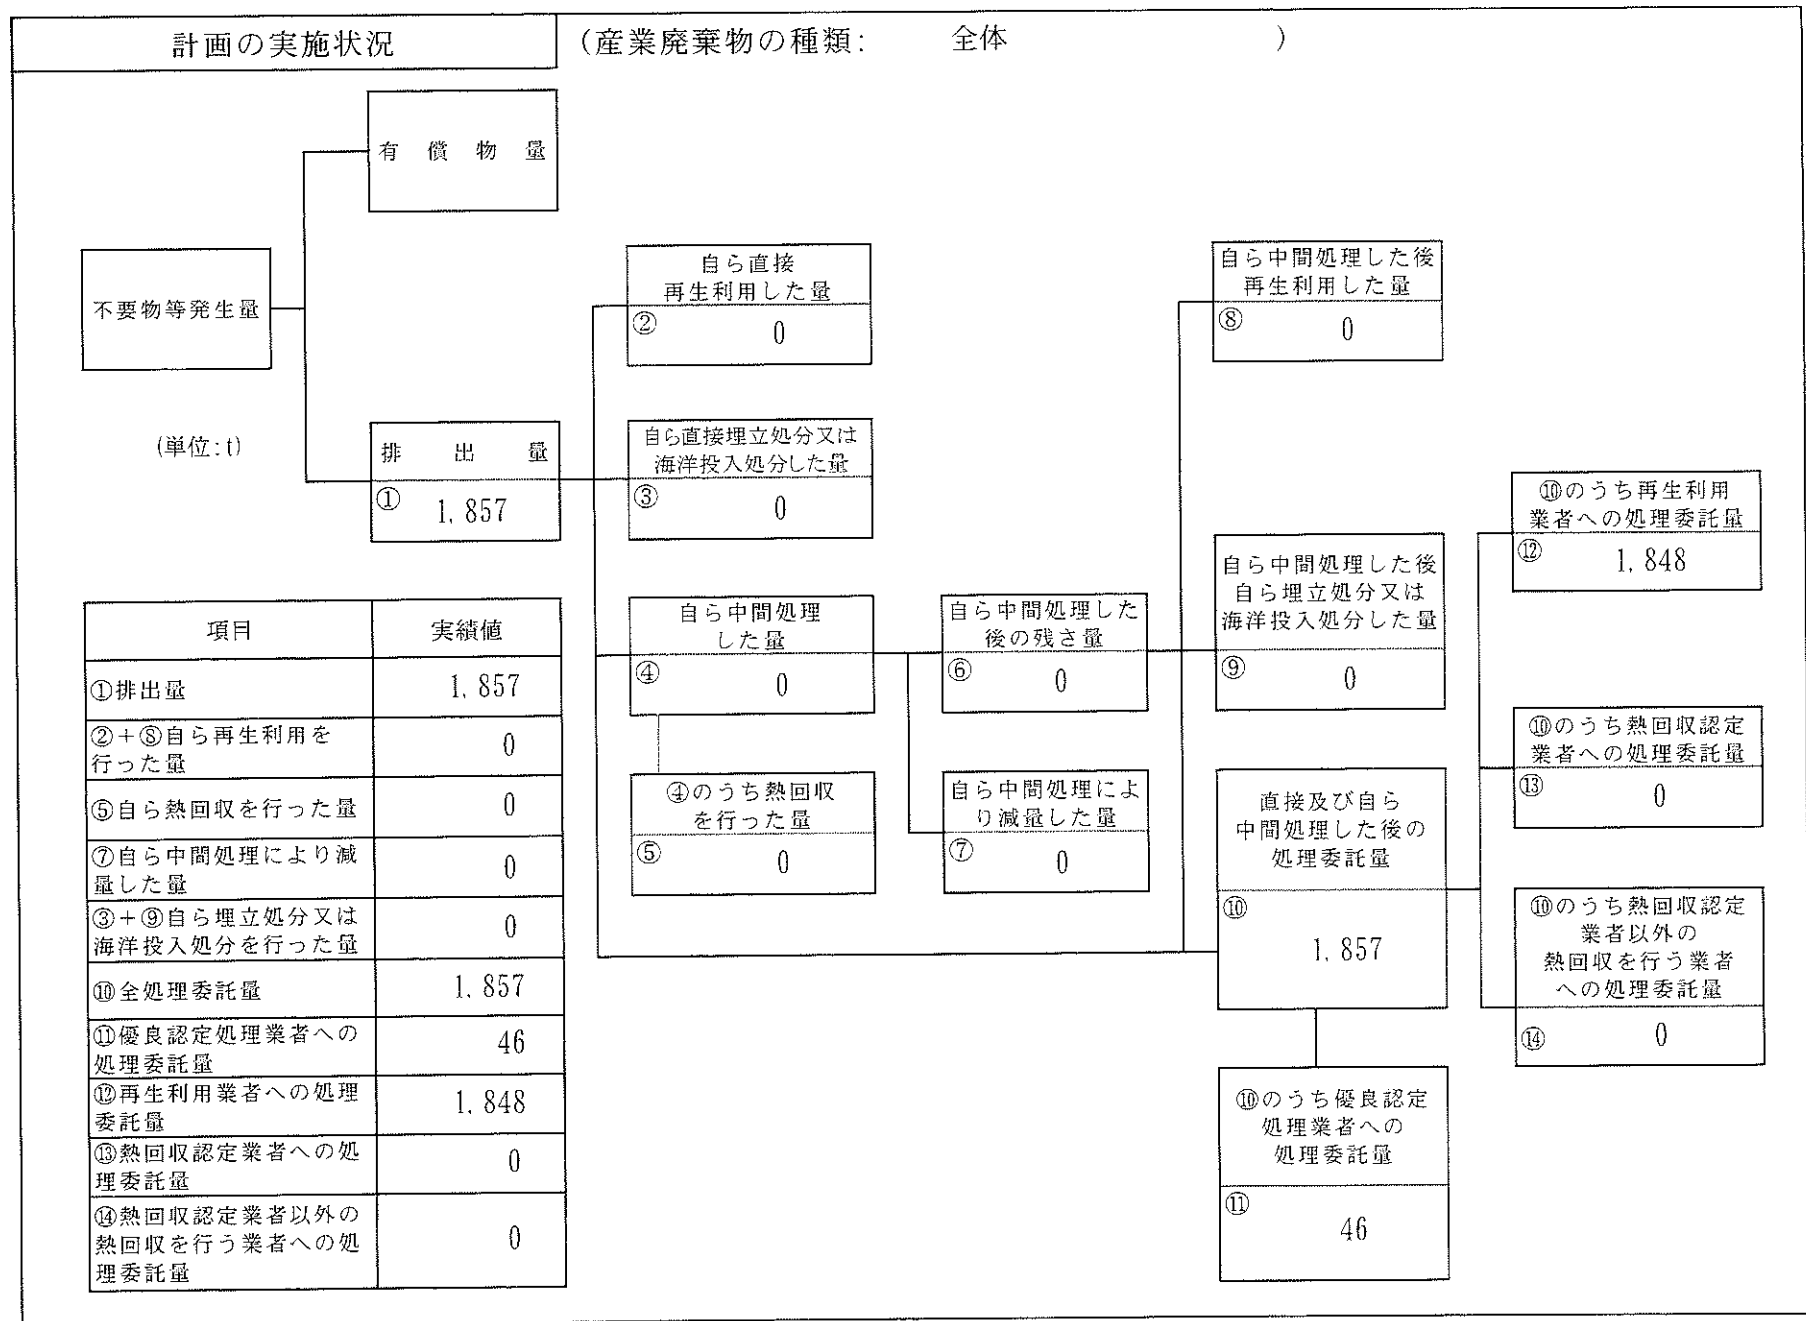 計画の実施状況
(産業廃棄物の種類: 全体 )
有償物量
不要物等発生量
(単位:t)
排出量
① 1,857
自ら直接
再生利用した量
② 0
自ら直接埋立処分又は
海洋投入処分した量
③ 0
自ら中間処理
した量
④ 0
④のうち熱回収
を行った量
⑤ 0
自ら中間処理した
後の残さ量
⑥ 0
自ら中間処理によ
り減量した量
⑦ 0
自ら中間処理した後
再生利用した量
⑧ 0
自ら中間処理した後
自ら埋立処分又は
海洋投入処分した量
⑨ 0
直接及び自ら
中間処理した後の
処理委託量
⑩
1,857
⑩のうち優良認定
処理業者への
処理委託量
⑪
46
⑩のうち再生利用
業者への処理委託量
⑫ 1,848
⑩のうち熱回収認定
業者への処理委託量
⑬ 0
⑩のうち熱回収認定
業者以外の
熱回収を行う業者
への処理委託量
⑭ 0
項目 実績値
①排出量 1,857
②+⑧自ら再生利用を
行った量 0
⑤自ら熱回収を行った量 0
⑦自ら中間処理により減
量した量 0
③+⑨自ら埋立処分又は
海洋投入処分を行った量 0
⑩全処理委託量 1,857
⑪優良認定処理業者への
処理委託量 46
⑫再生利用業者への処理
委託量 1,848
⑬熱回収認定業者への処
理委託量 0
⑭熱回収認定業者以外の
熱回収を行う業者への処
理委託量 0